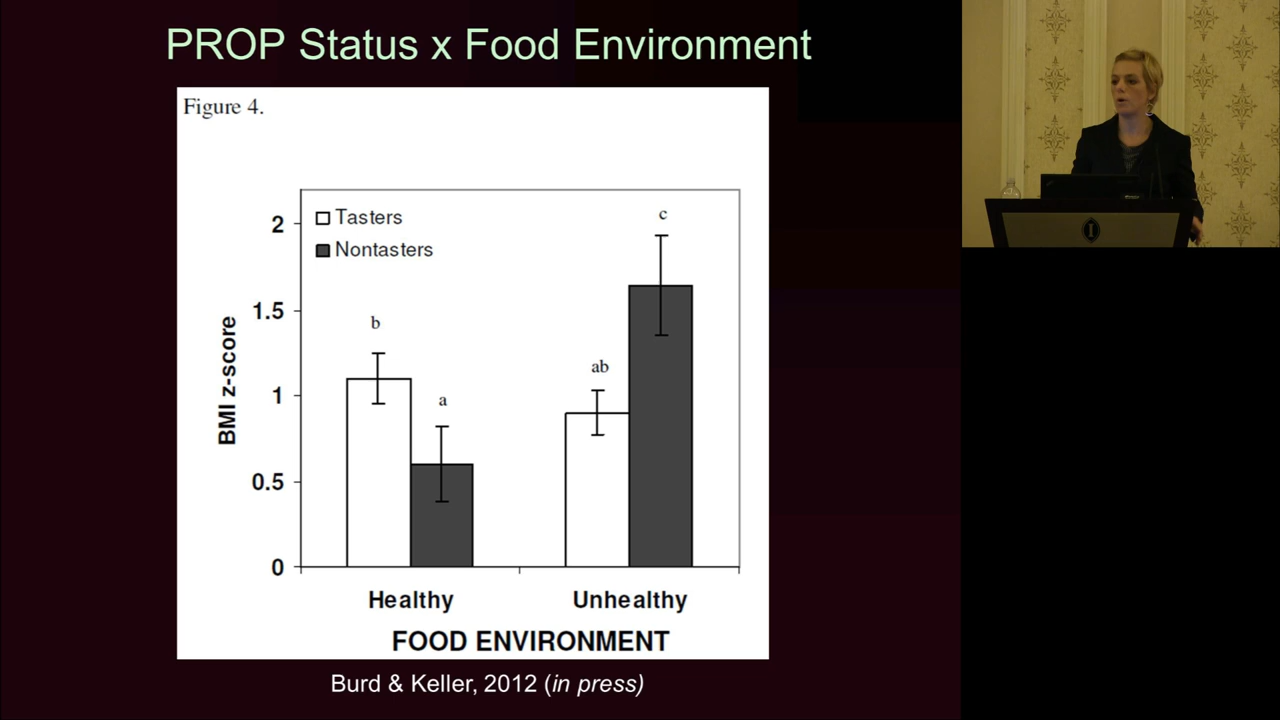 PROP Status x Food Environment
Figure 4.
Tasters
Nontasters
2
1.5
1
0.5
0
BMI z-score
b
a
ab
c
Healthy
Unhealthy
FOOD ENVIRONMENT
Burd & Keller, 2012 (in press)
I